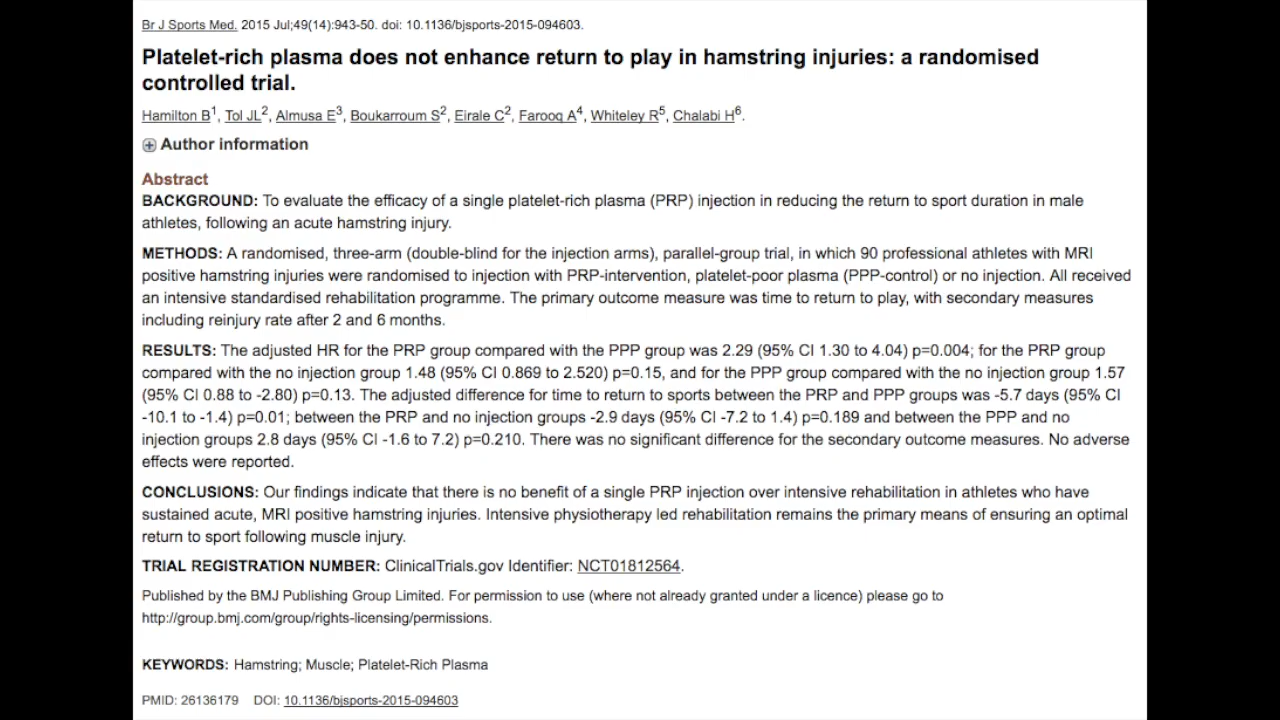 Br J Sports Med. 2015 Jul;49(14):943-50. doi: 10.1136/bjsports-2015-094603.
Platelet-rich plasma does not enhance return to play in hamstring injuries: a randomised
controlled trial.
Hamilton B1, Tol JL2, Almusa E3, Boukarroum S2, Eirale C2, Farooq A4, Whiteley R5, Chalabi H6.
Author information
Abstract
BACKGROUND: To evaluate the efficacy of a single platelet-rich plasma (PRP) injection in reducing the return to sport duration in male
athletes, following an acute hamstring injury.
METHODS: A randomised, three-arm (double-blind for the injection arms), parallel-group trial, in which 90 professional athletes with MRI
positive hamstring injuries were randomised to injection with PRP-intervention, platelet-poor plasma (PPP-control) or no injection. All received
an intensive standardised rehabilitation programme. The primary outcome measure was time to return to play, with secondary measures
including reinjury rate after 2 and 6 months.
RESULTS: The adjusted HR for the PRP group compared with the PPP group was 2.29 (95% CI 1.30 to 4.04) p=0.004; for the PRP group
compared with the no injection group 1.48 (95% CI 0.869 to 2.520) p=0.15, and for the PPP group compared with the no injection group 1.57
(95% CI 0.88 to -2.80) p=0.13. The adjusted difference for time to return to sports between the PRP and PPP groups was -5.7 days (95% CI
-10.1 to -1.4) p=0.01; between the PRP and no injection groups -2.9 days (95% CI -7.2 to 1.4) p=0.189 and between the PPP and no
injection groups 2.8 days (95% CI -1.6 to 7.2) p=0.210. There was no significant difference for the secondary outcome measures. No adverse
effects were reported.
CONCLUSIONS: Our findings indicate that there is no benefit of a single PRP injection over intensive rehabilitation in athletes who have
sustained acute, MRI positive hamstring injuries. Intensive physiotherapy led rehabilitation remains the primary means of ensuring an optimal
return to sport following muscle injury.
TRIAL REGISTRATION NUMBER: ClinicalTrials.gov Identifier: NCT01812564.
Published by the BMJ Publishing Group Limited. For permission to use (where not already granted under a licence) please go to
http://group.bmj.com/group/rights-licensing/permissions.
KEYWORDS: Hamstring; Muscle; Platelet-Rich Plasma
PMID: 26136179 DOI: 10.1136/bjsports-2015-094603